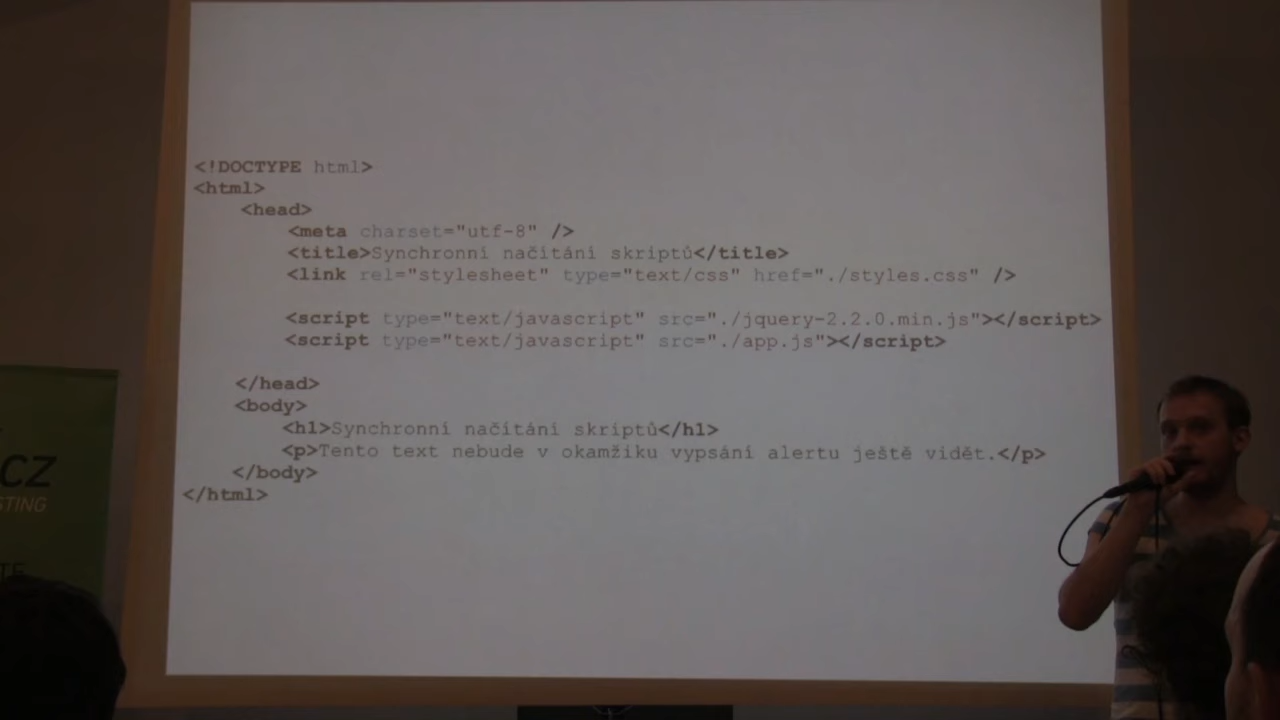 <!DOCTYPE html>
<html>
<head>
<meta charset="utf-8" />
<title>Synchronní načítání skriptů</title>
<link rel="stylesheet" type="text/css" href="./styles.css" />
<script type="text/javascript" src="./jquery-2.2.0.min.js"></script>
<script type="text/javascript" src="./app.js"></script>
</head>
<body>
<h1>Synchronní načítání skriptů</h1>
<p>Tento text nebude v okamžiku vypsání alertu ještě vidět.</p>
</body>
</html>
CZ